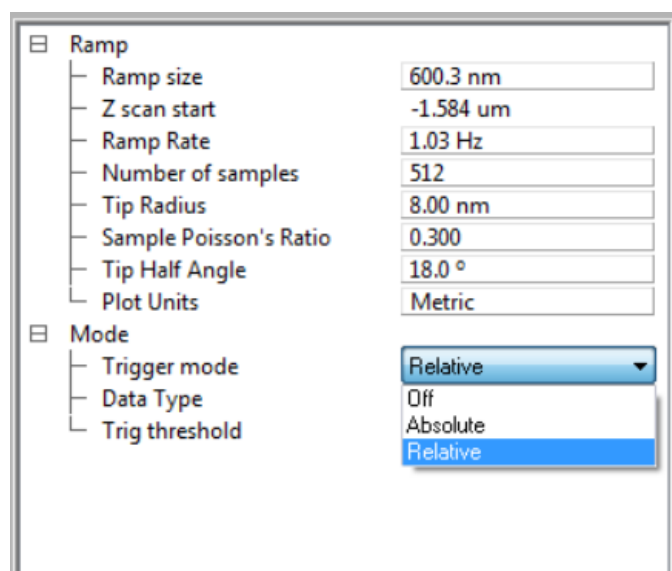 Ramp
Ramp size 600.3 nm
Z scan start -1.584 um
Ramp Rate 1.03 Hz
Number of samples 512
Tip Radius 8.00 nm
Sample Poisson's Ratio 0.300
Tip Half Angle 18.0 º
Plot Units Metric
Mode
Trigger mode Relative
Data Type Off
Absolute
Trig threshold
Relative